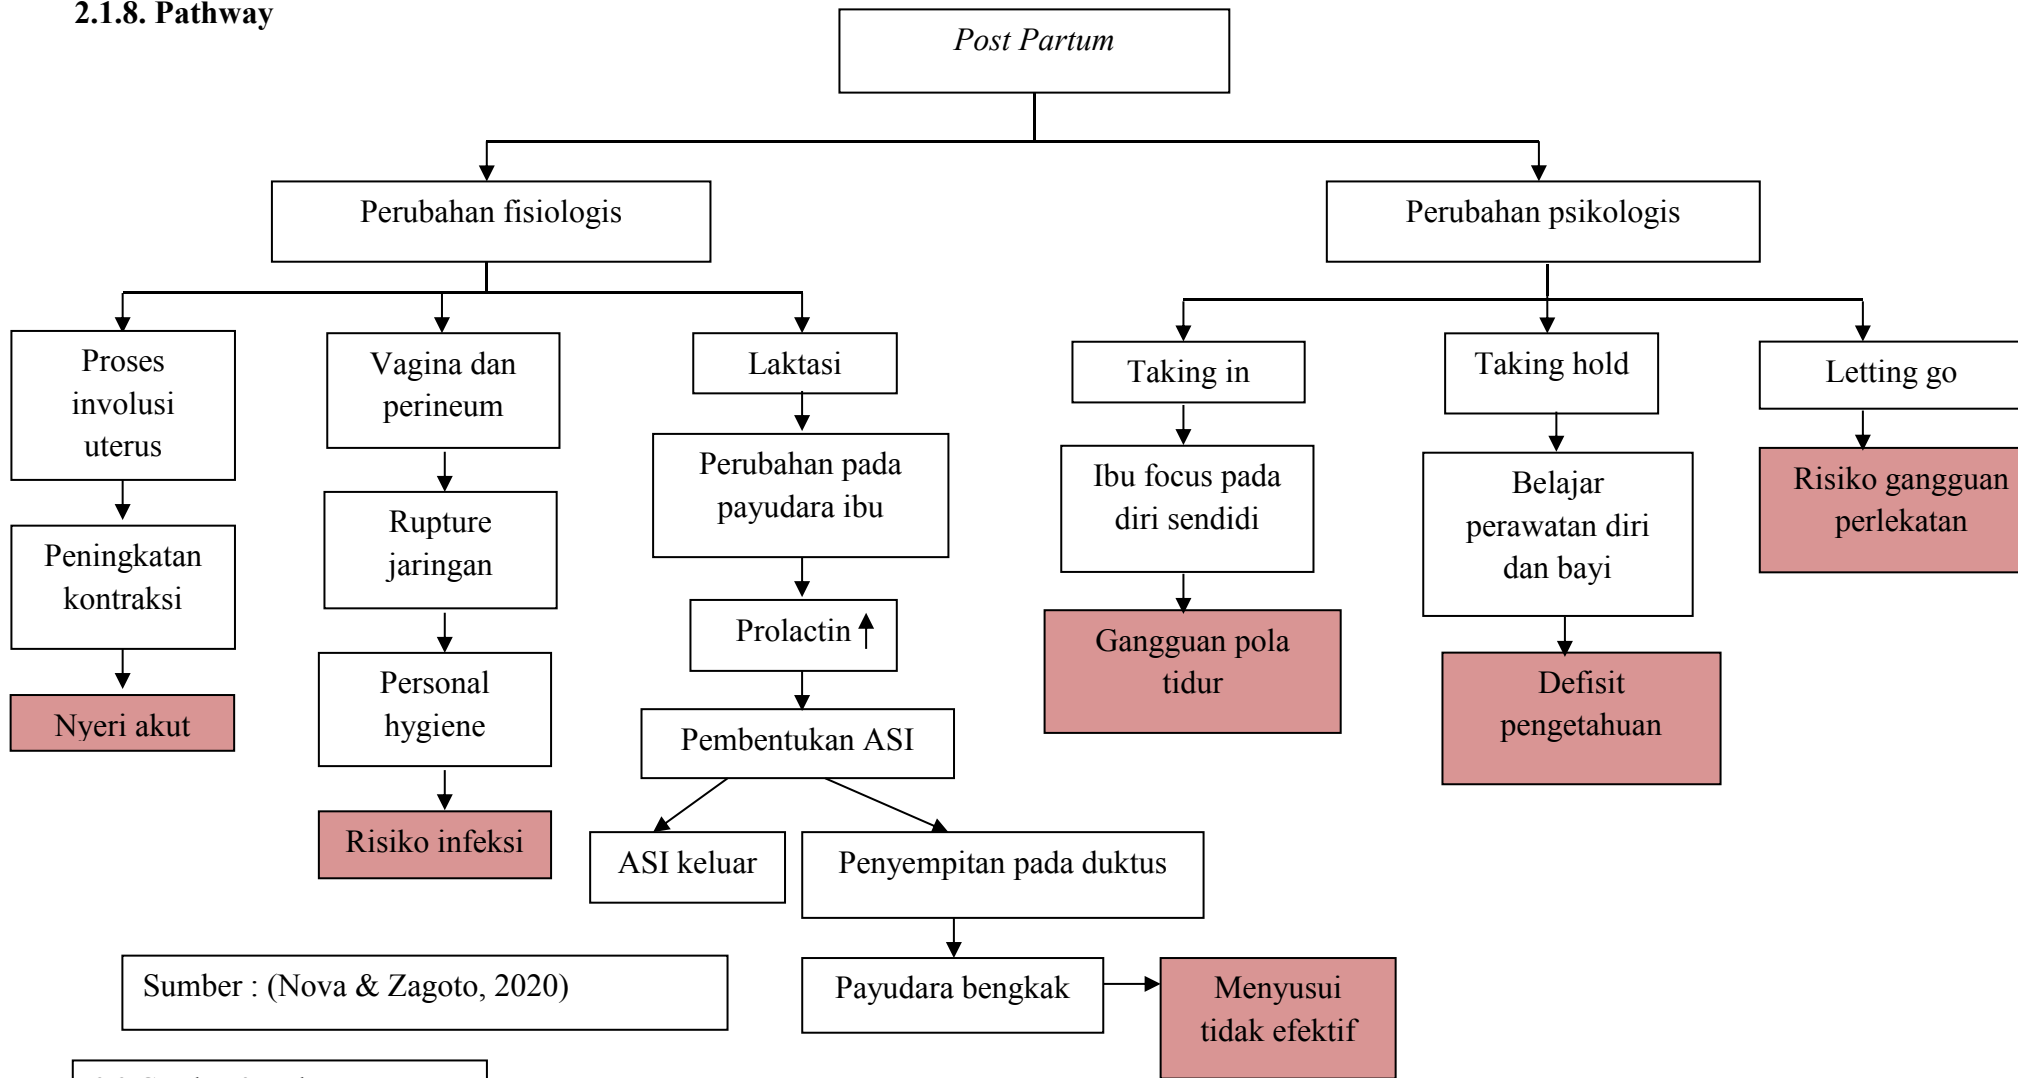 2.1.8. Pathway
Post Partum
Perubahan fisiologis
Perubahan psikologis
Proses
involusi
uterus
Vagina dan
perineum
Laktasi
Taking in
Taking hold
Letting go
Peningkatan
kontraksi
Rupture
jaringan
Perubahan pada
payudara ibu
Ibu focus pada
diri sendidi
Belajar
perawatan diri
dan bayi
Risiko gangguan
perlekatan
Nyeri akut
Personal
hygiene
Prolactin
Gangguan pola
tidur
Defisit
pengetahuan
Pembentukan ASI
Risiko infeksi
ASI keluar
Penyempitan pada duktus
Payudara bengkak
Menyusui
tidak efektif
Sumber : (Nova & Zagoto, 2020)